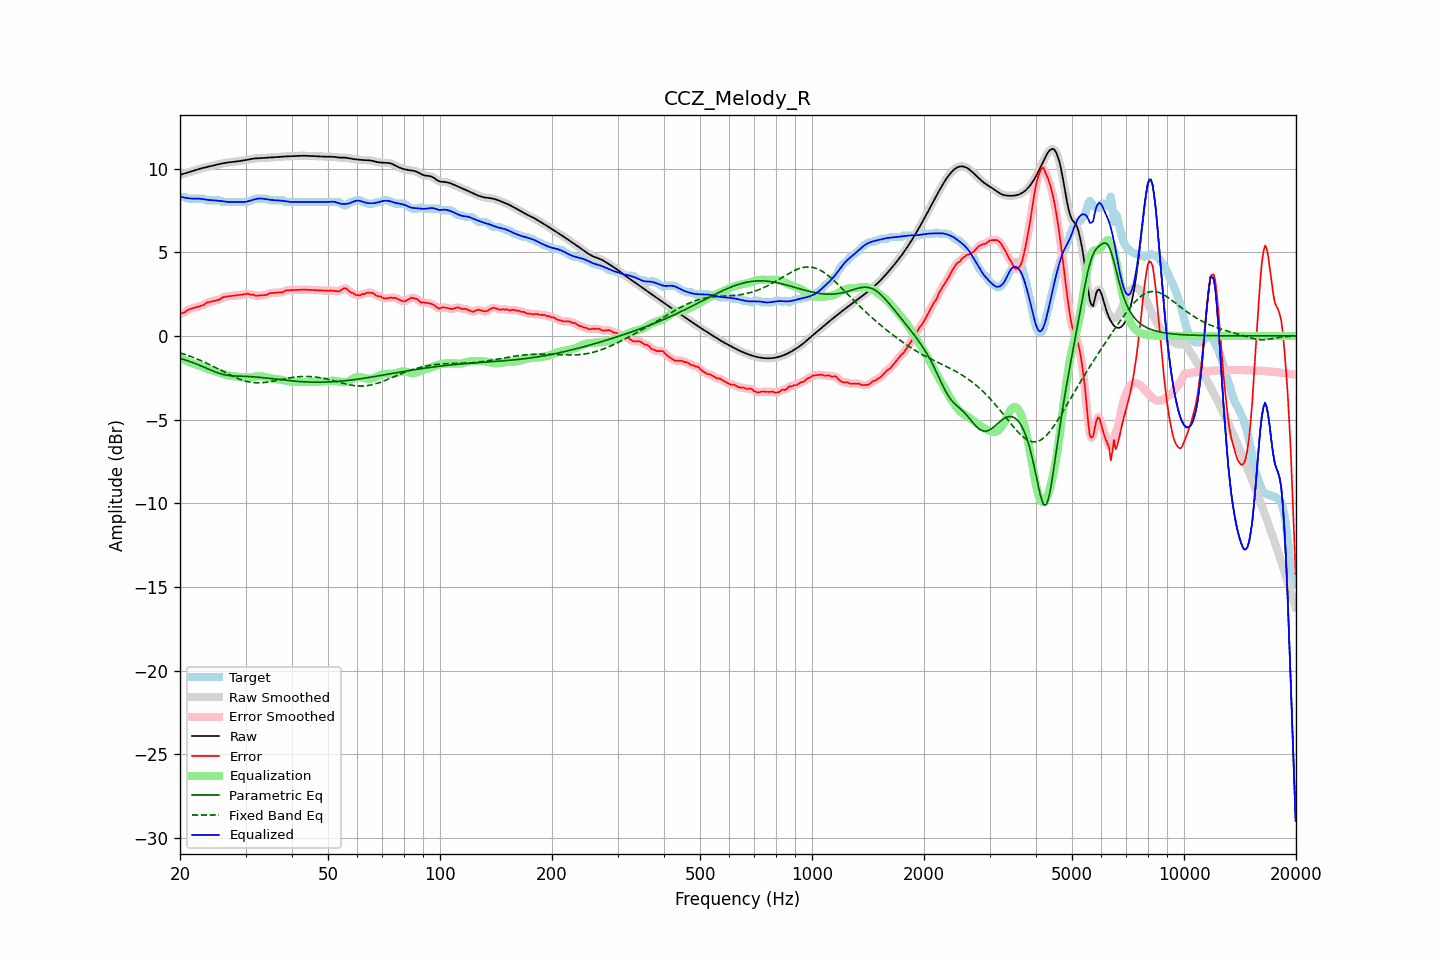 CCZ_Melody_R
Amplitude (dBr)
10
5
0
−5
−10
−15
−20
−25
−30
Target
Raw Smoothed
Error Smoothed
Raw
Error
Equalization
Parametric Eq
Fixed Band Eq
Equalized
20 50 100 200 500 1000 2000 5000 10000 20000
Frequency (Hz)